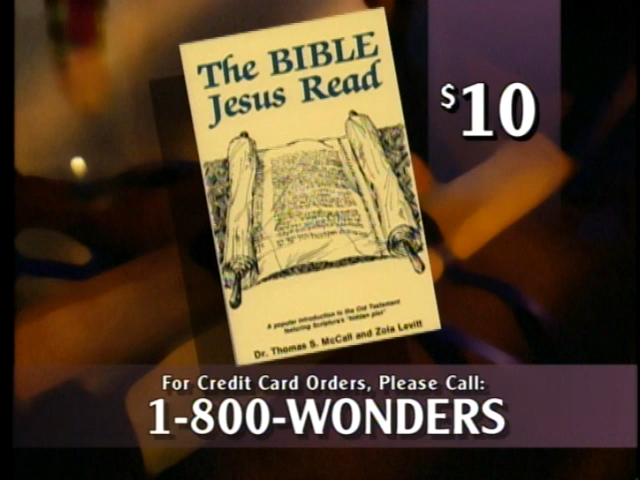 The BIBLE
Jesus Read
$10
A popular introduction to the Old Testament
featuring Scripture's "hidden plot"
Dr. Thomas S. McCall and Zola Levitt
For Credit Card Orders, Please Call:
1-800-WONDERS